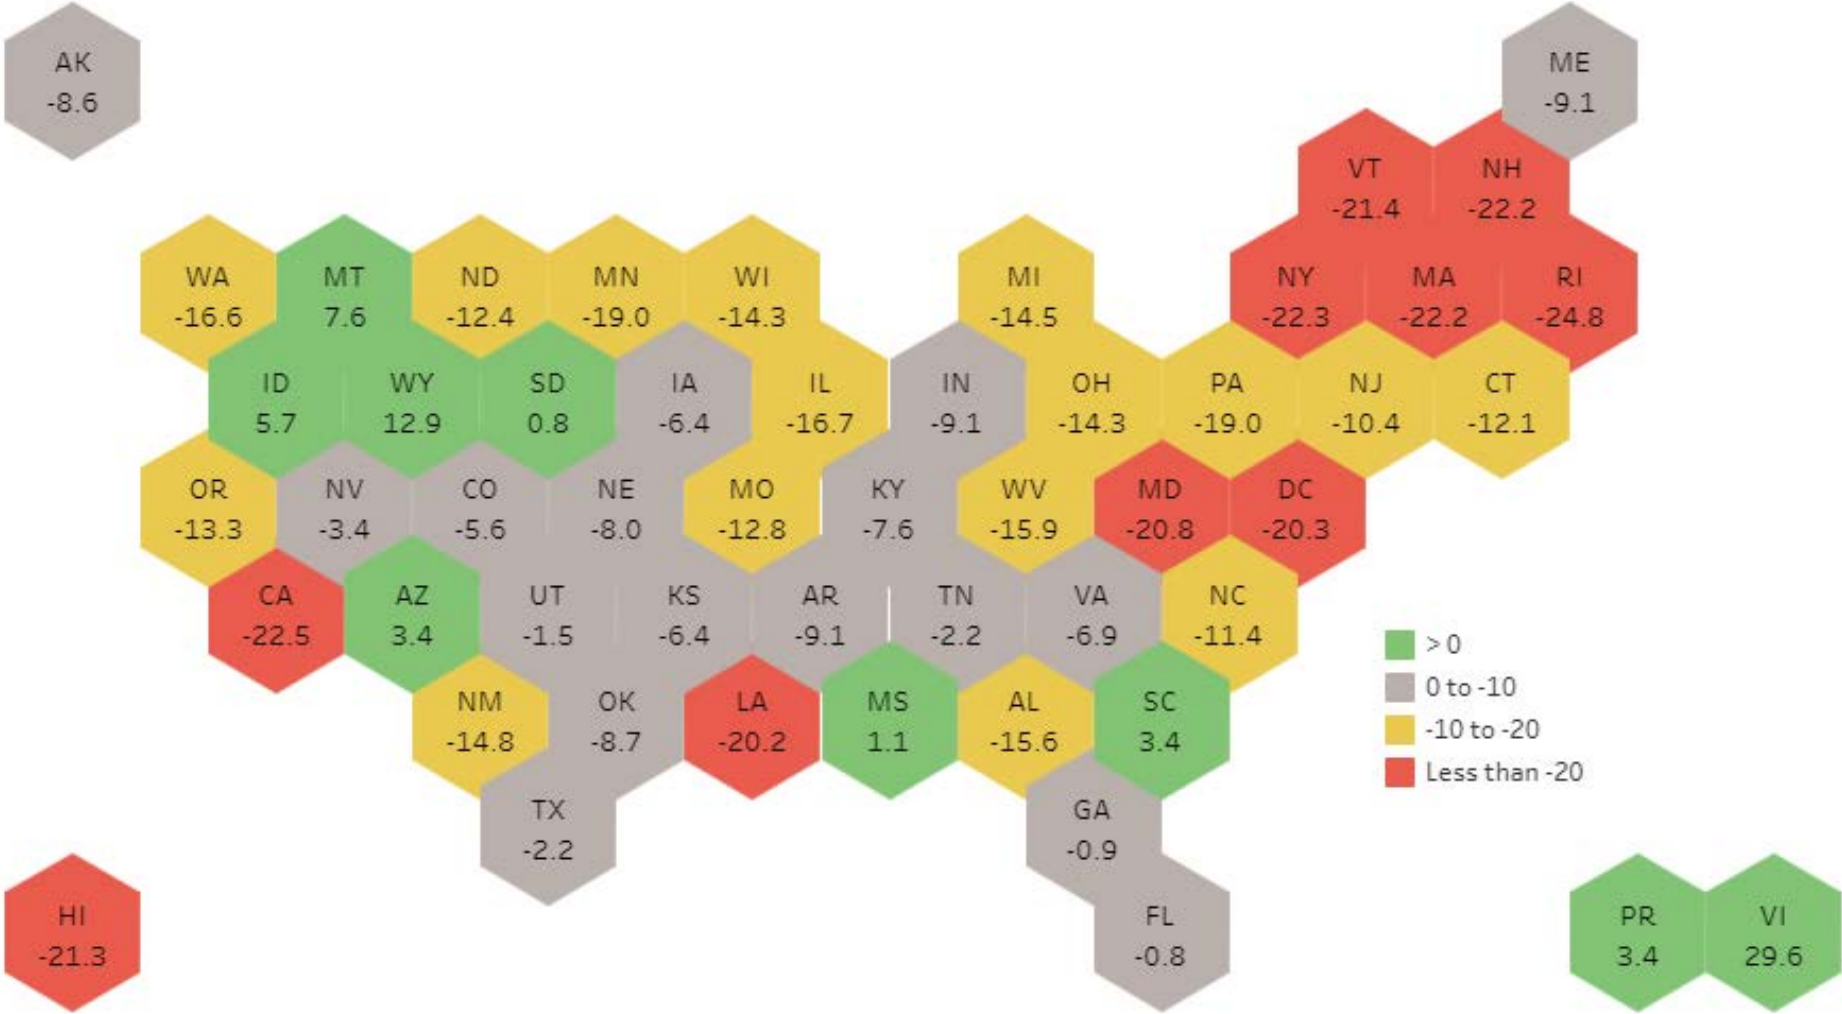 AK
-8.6
ME
-9.1
VT
-21.4
NH
-22.2
WA
-16.6
MT
7.6
ND
-12.4
MN
-19.0
WI
-14.3
MI
-14.5
NY
-22.3
MA
-22.2
RI
-24.8
ID
5.7
WY
12.9
SD
0.8
IA
-6.4
IL
-16.7
IN
-9.1
OH
-14.3
PA
-19.0
NJ
-10.4
CT
-12.1
OR
-13.3
NV
-3.4
CO
-5.6
NE
-8.0
MO
-12.8
KY
-7.6
WV
-15.9
MD
-20.8
DC
-20.3
CA
-22.5
AZ
3.4
UT
-1.5
KS
-6.4
AR
-9.1
TN
-2.2
VA
-6.9
NC
-11.4
NM
-14.8
OK
-8.7
LA
-20.2
MS
1.1
AL
-15.6
SC
3.4
> 0
0 to -10
-10 to -20
Less than -20
TX
-2.2
GA
-0.9
HI
-21.3
FL
-0.8
PR
3.4
VI
29.6